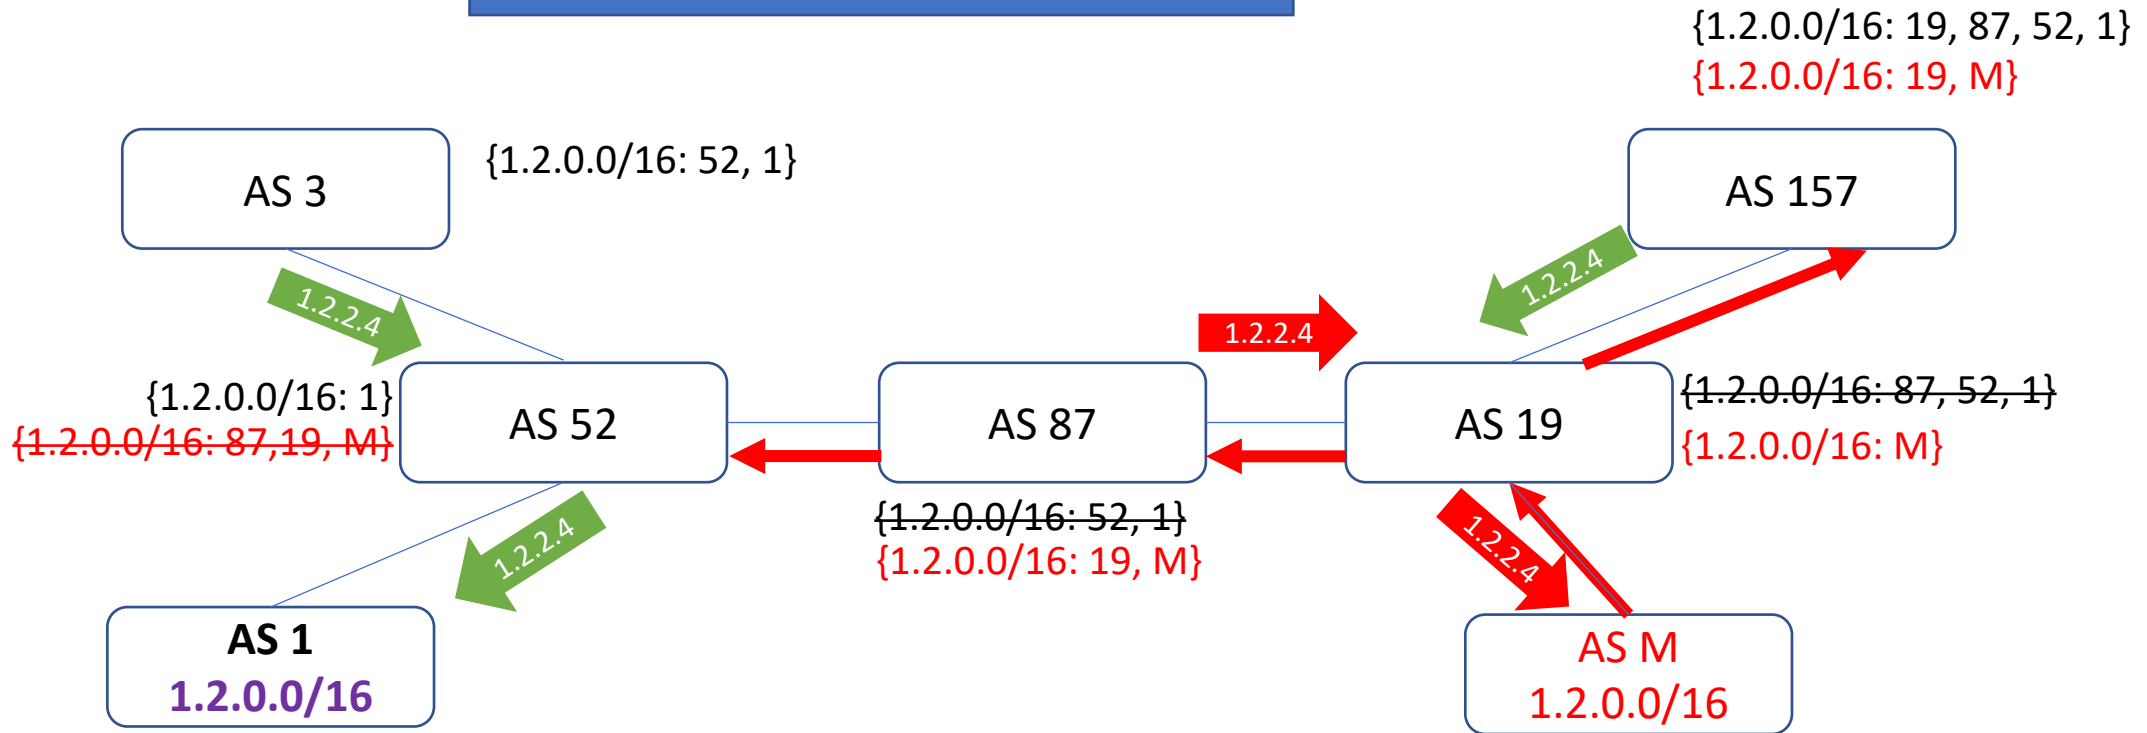 {1.2.0.0/16: 19, 87, 52, 1}
{1.2.0.0/16: 19, M}
AS 3
{1.2.0.0/16: 52, 1}
AS 157
1.2.2.4
1.2.2.4
1.2.2.4
{1.2.0.0/16: 1}
{1.2.0.0/16: 87,19, M}
AS 52
AS 87
AS 19
{1.2.0.0/16: 87, 52, 1}
{1.2.0.0/16: M}
1.2.2.4
{1.2.0.0/16: 52, 1}
{1.2.0.0/16: 19, M}
1.2.2.4
AS 1
1.2.0.0/16
AS M
1.2.0.0/16